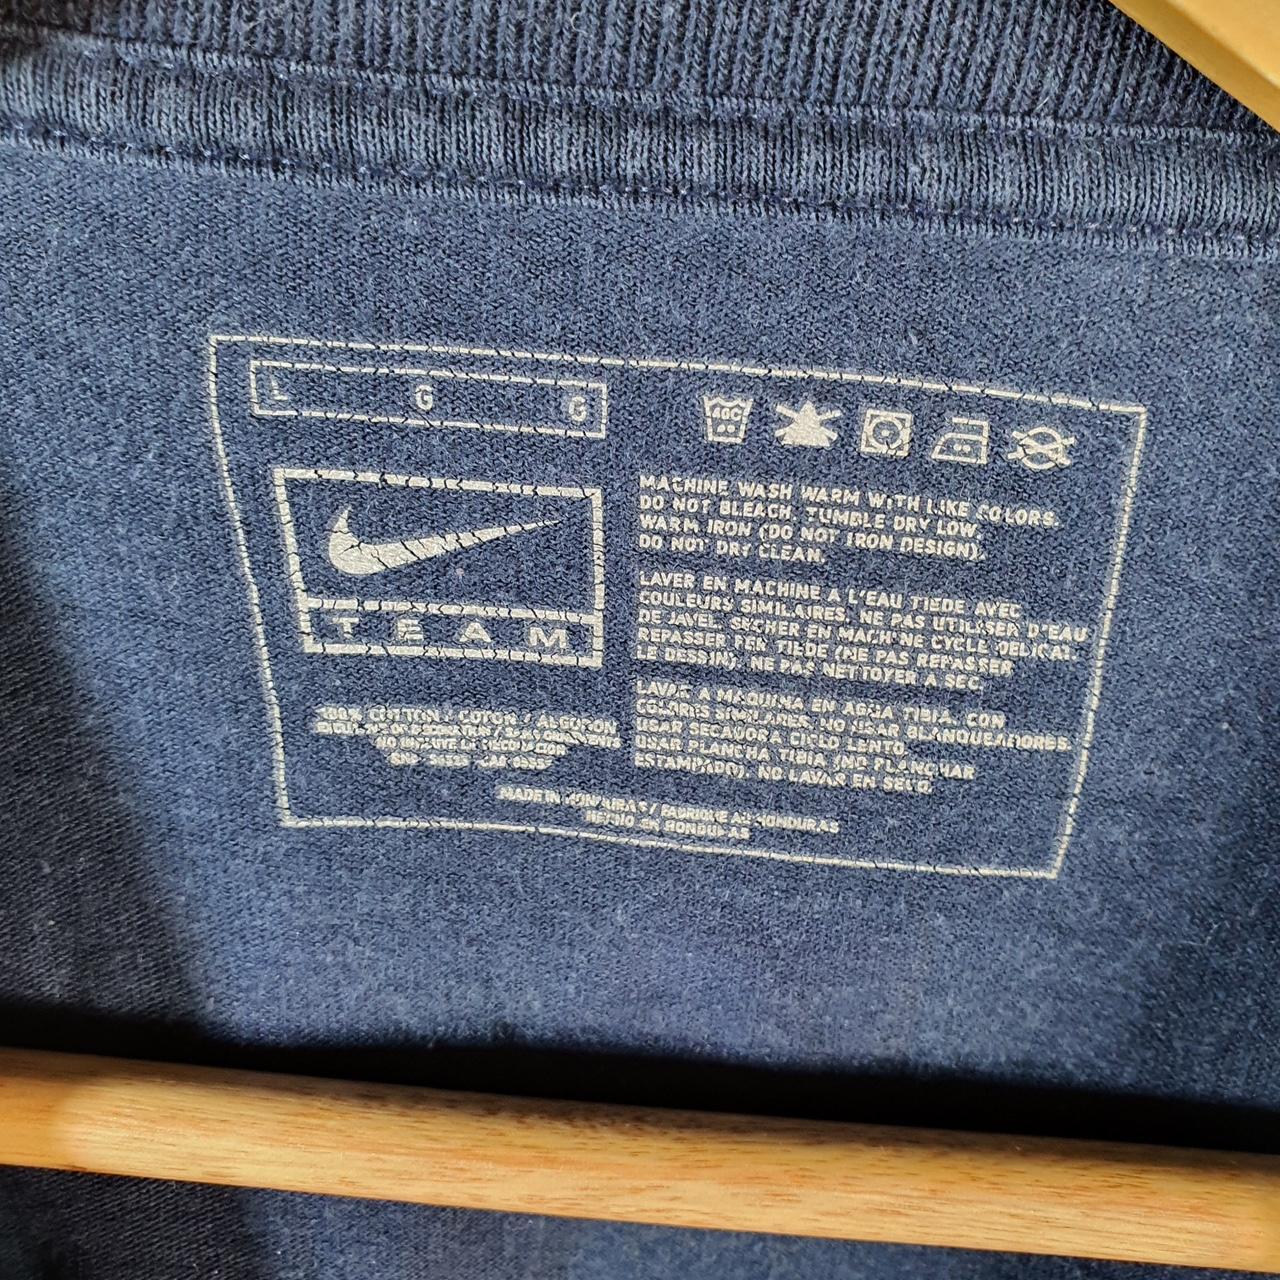 L G G
40C
TEAM
100% COTTON / COTON / ALGODON
MACHINE WASH WARM WITH LIKE COLORS.
DO NOT BLEACH. TUMBLE DRY LOW.
WARM IRON (DO NOT IRON DESIGN).
DO NOT DRY CLEAN.
LAVER EN MACHINE A L'EAU TIEDE AVEC
COULEURS SIMILAIRES. NE PAS UTILISER D'EAU
DE JAVEL. SECHER EN MACHINE CYCLE DELICAT.
REPASSER FER TIEDE (NE PAS REPASSER
LE DESSIN). NE PAS NETTOYER A SEC.
LAVAR A MAQUINA EN AGUA TIBIA. CON
COLORES SIMILARES. NO USAR BLANQUEADORES.
USAR SECADORA CICLO LENTO.
USAR PLANCHA TIBIA (NO PLANCHAR
ESTAMPADO). NO LAVAR EN SECO.
MADE IN HONDURAS / FABRIQUE AU HONDURAS
HECHO EN HONDURAS